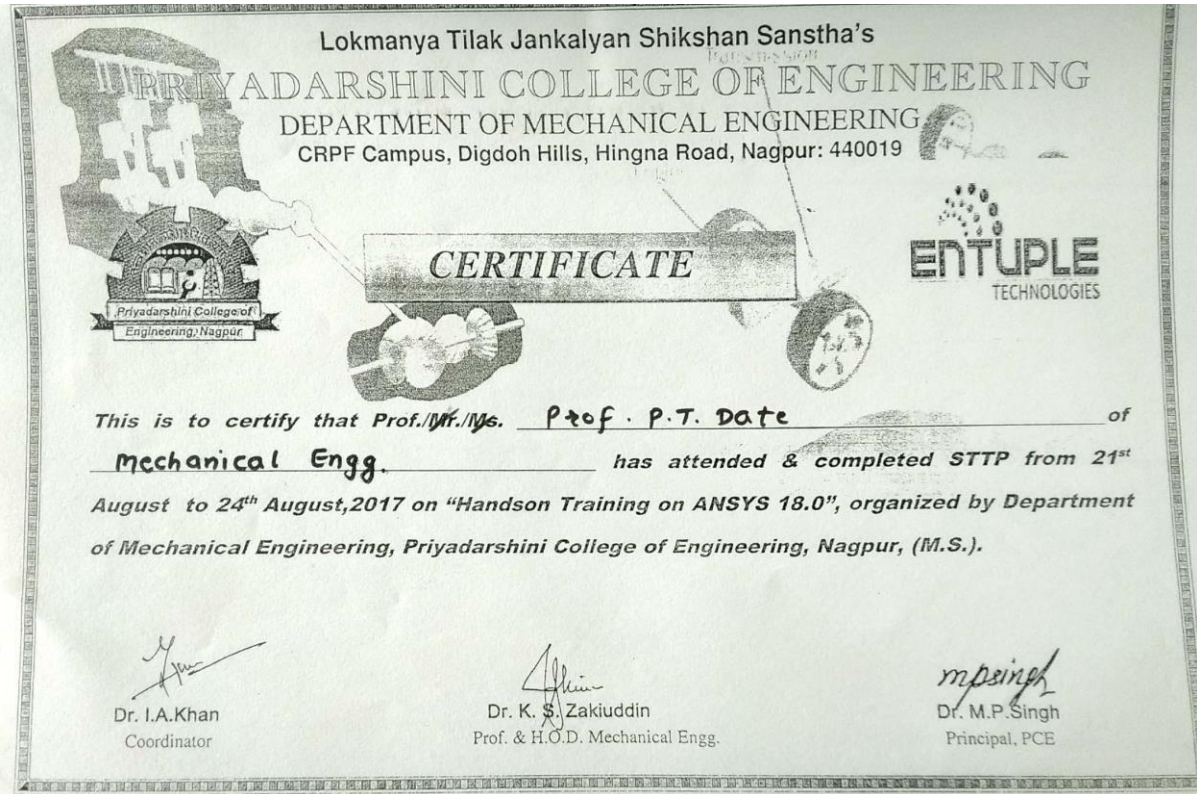 Lokmanya Tilak Jankalyan Shikshan Sanstha's
PRIYADARSHINI COLLEGE OF ENGINEERING
DEPARTMENT OF MECHANICAL ENGINEERING
CRPF Campus, Digdoh Hills, Hingna Road, Nagpur: 440019
ENTUPLE
TECHNOLOGIES
CERTIFICATE
Priyadarshini College of
Engineering, Nagpur
This is to certify that Prof./Mr./Ms. Prof. P.T. Date of
Mechanical Engg. has attended & completed STTP from 21st
August to 24th August,2017 on "Handson Training on ANSYS 18.0", organized by Department
of Mechanical Engineering, Priyadarshini College of Engineering, Nagpur, (M.S.).
mpsingh
Dr. I.A.Khan
Coordinator
Dr. K. S. Zakiuddin
Prof. & H.O.D. Mechanical Engg.
Dr. M.P.Singh
Principal, PCE